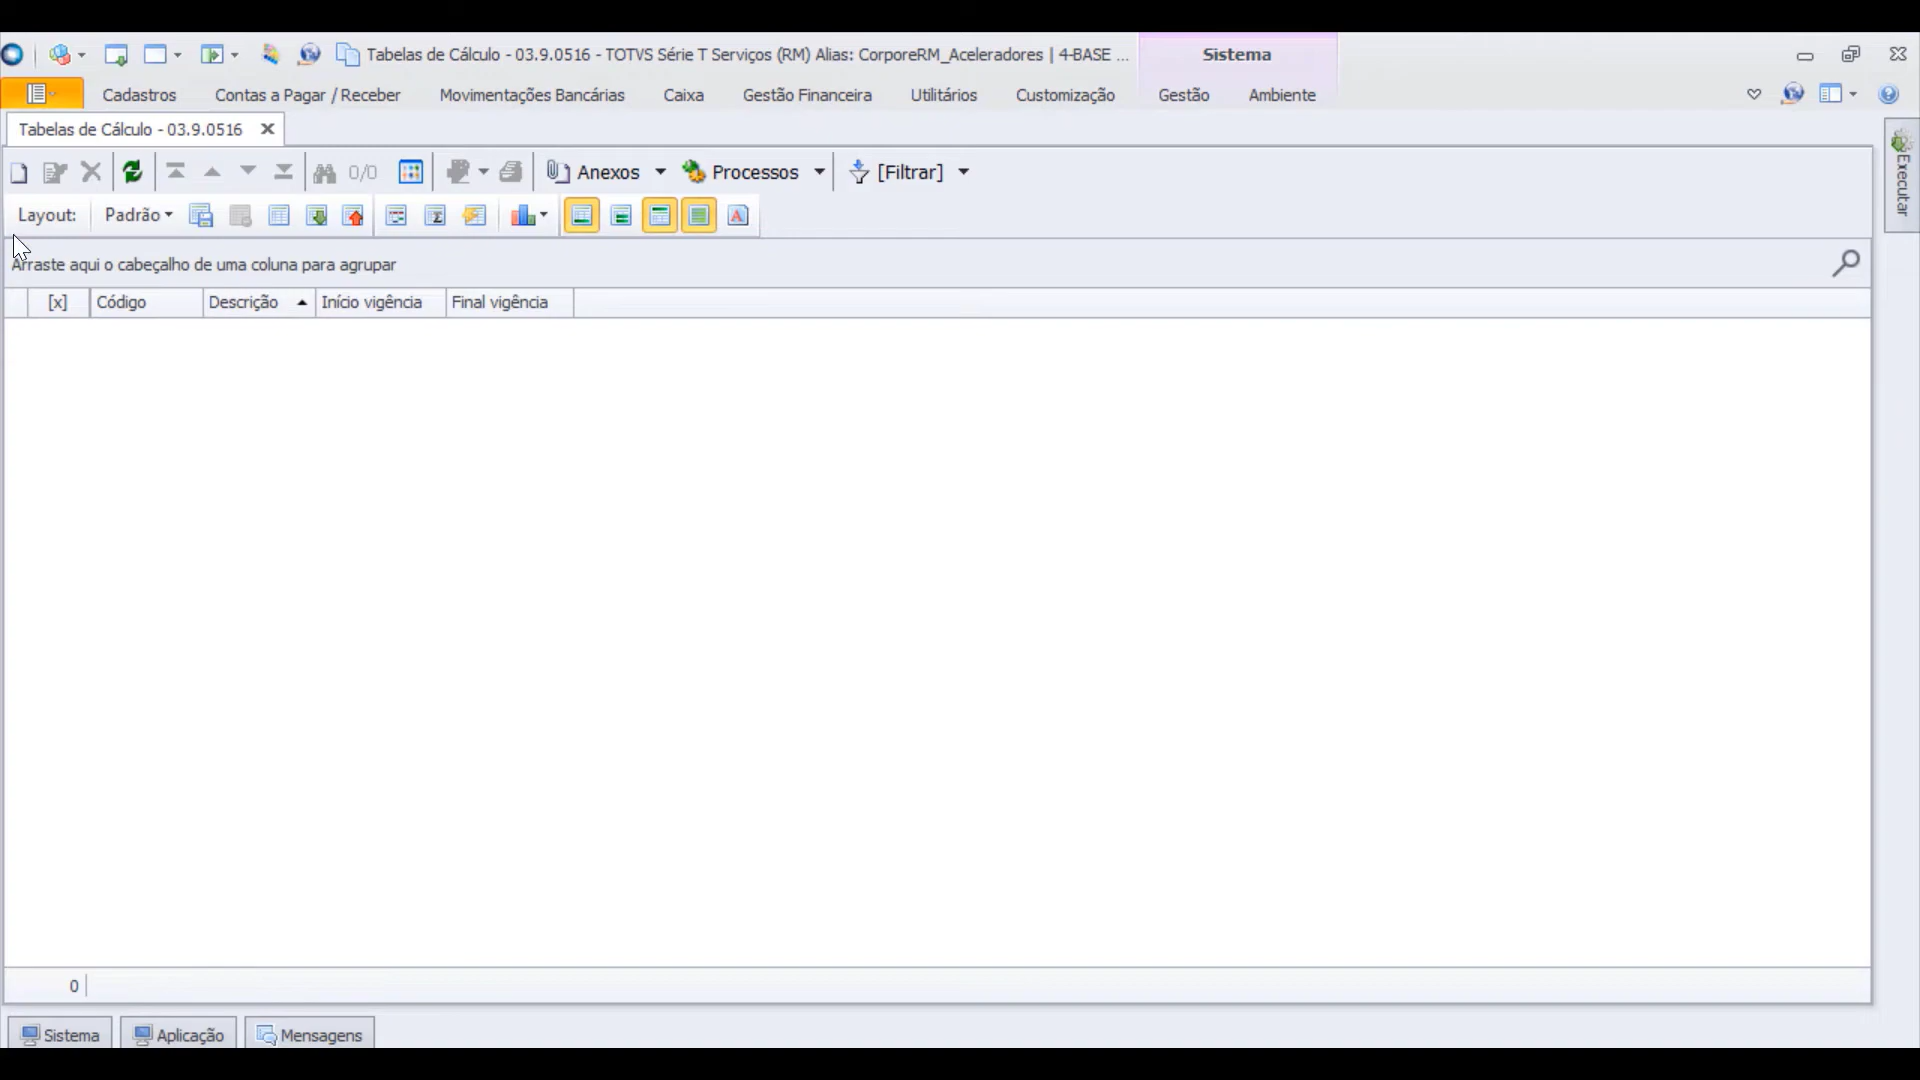 Tabelas de Cálculo - 03.9.0516 - TOTVS Série T Serviços (RM) Alias: CorporeRM_Aceleradores | 4-BASE ... Sistema
Cadastros Contas a Pagar / Receber Movimentações Bancárias Caixa Gestão Financeira Utilitários Customização Gestão Ambiente
Tabelas de Cálculo - 03.9.0516
0/0 Anexos Processos [Filtrar]
Executar
Layout: Padrão
Arraste aqui o cabeçalho de uma coluna para agrupar
[x] Código Descrição Início vigência Final vigência
0
Sistema Aplicação Mensagens